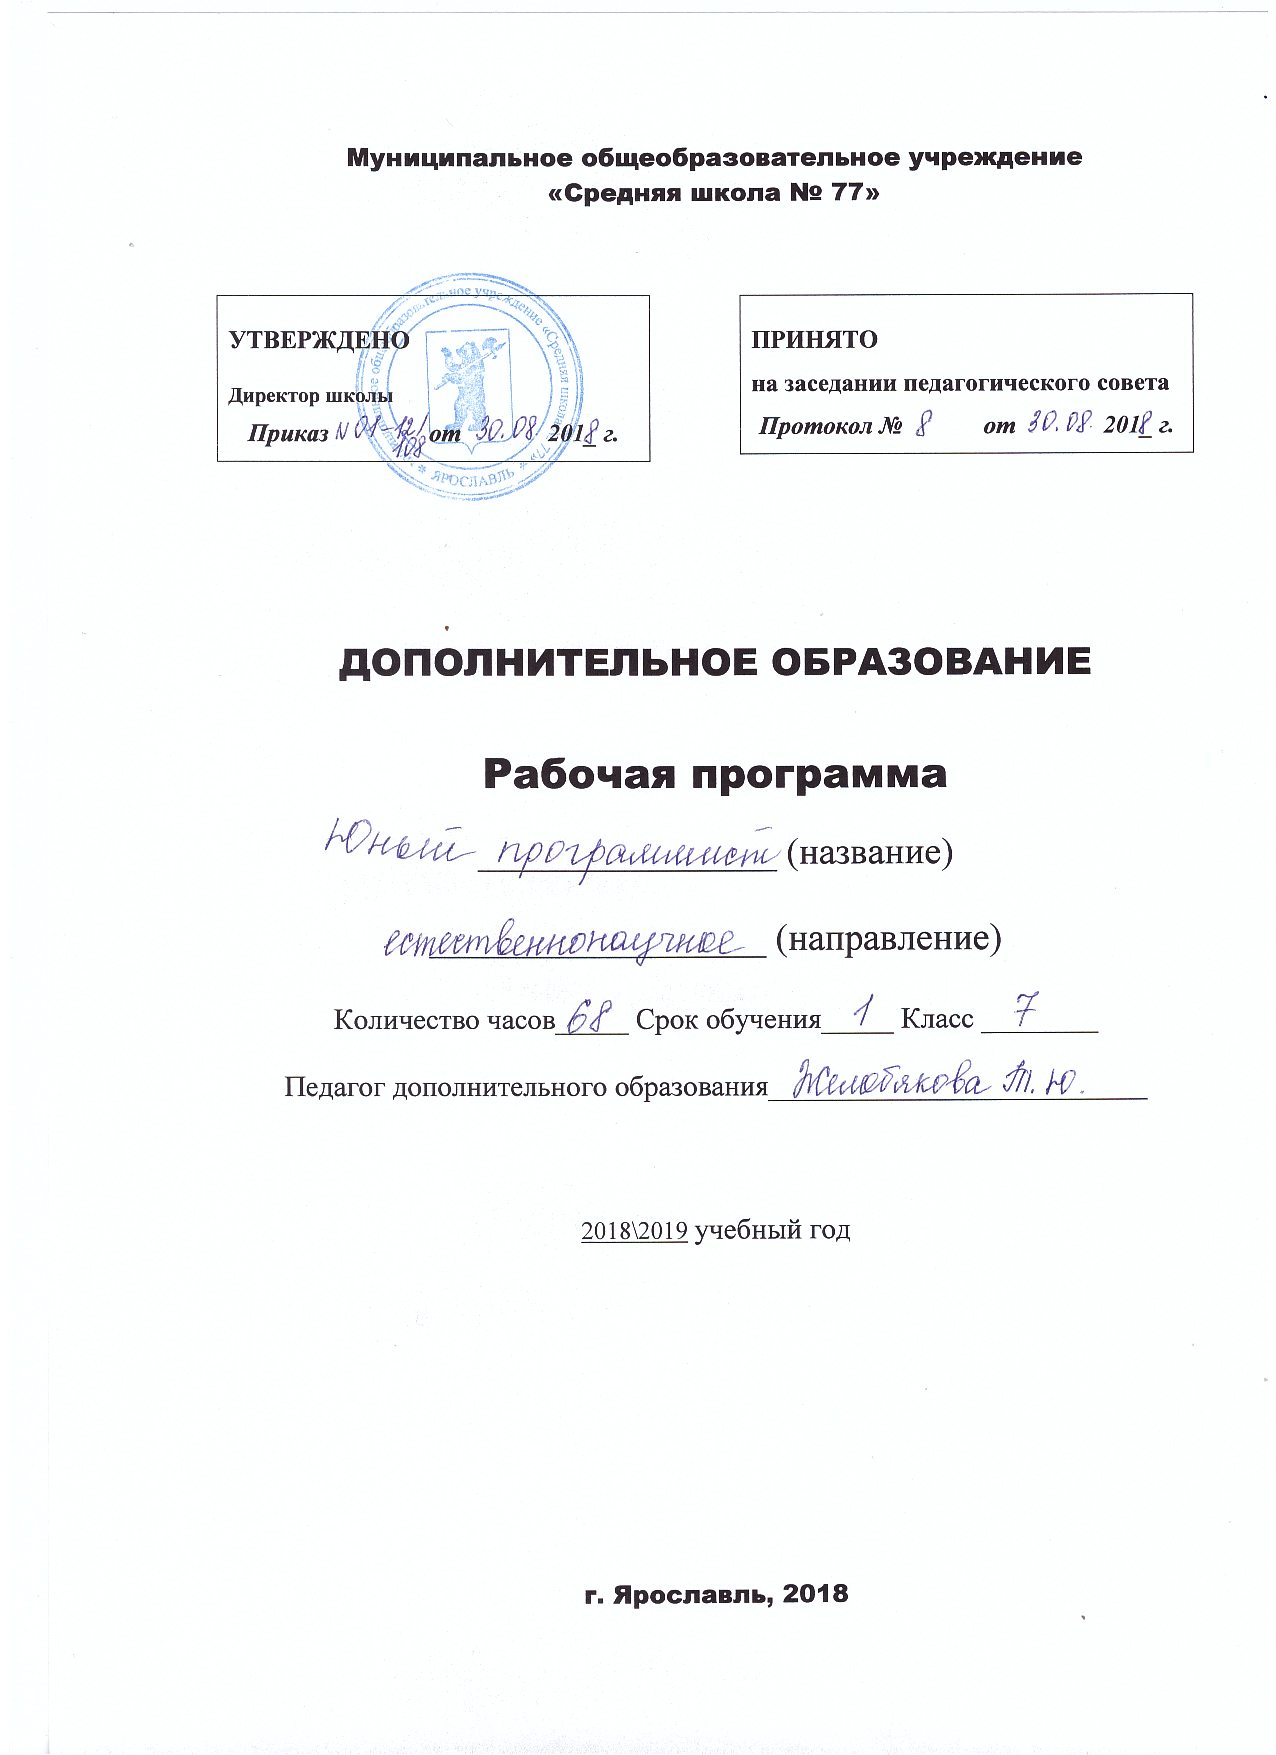 Муниципальное общеобразовательное учреждение
«Средняя школа № 77»
УТВЕРЖДЕНО
Директор школы
Приказ N 01-12/108 от 30.08. 2018 г.
ЯРОСЛАВЛЬ
ПРИНЯТО
на заседании педагогического совета
Протокол № 8 от 30.08. 2018 г.
ДОПОЛНИТЕЛЬНОЕ ОБРАЗОВАНИЕ
Рабочая программа
Юный программист (название)
естественнонаучное (направление)
Количество часов 68 Срок обучения 1 Класс 7
Педагог дополнительного образования Желобякова Т.Ю.
2018\2019 учебный год
г. Ярославль, 2018